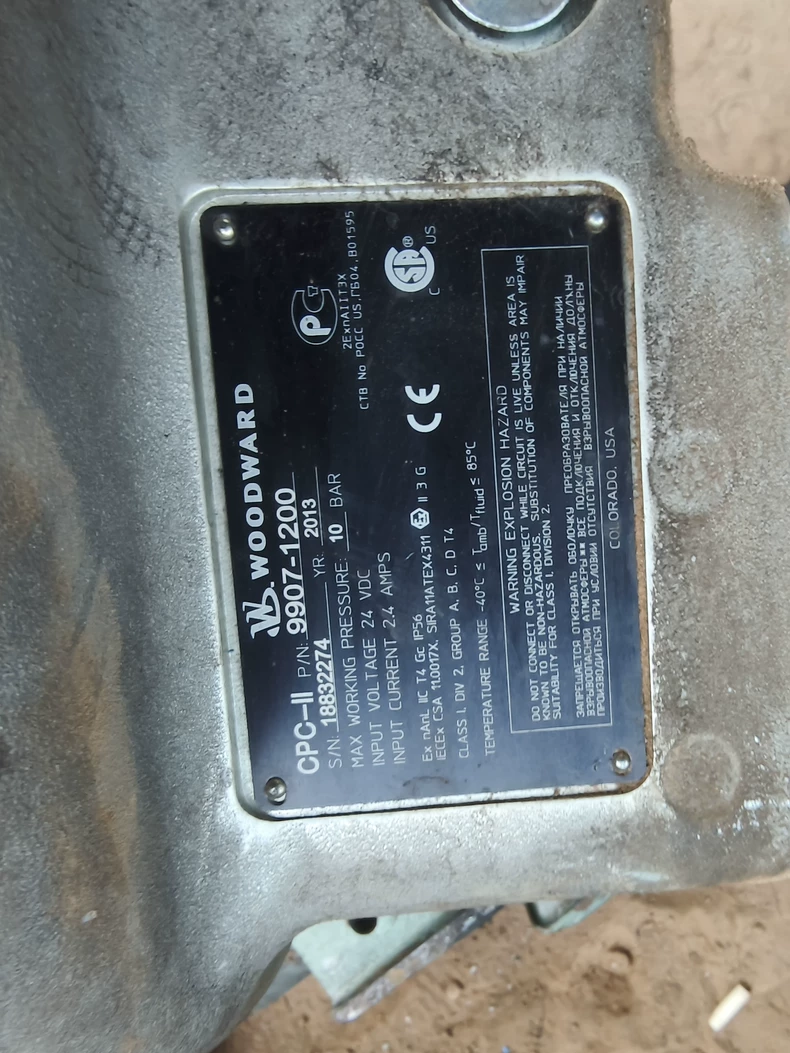 WOODWARD
CPC-II P/N: 9907-1200
S/N: 18832274 YR: 2013
MAX WORKING PRESSURE: 10 BAR
INPUT VOLTAGE 24 VDC
INPUT CURRENT 2.4 AMPS
PC
2ExnAIIT3X
CTB No РОСС US.ГБ04.B01595
Ex nAnL IIC T4 Gc IP56
IECEx CSA 11.0017X, SIRA11ATEX4311 Ex II 3 G
CE
CSA®
C US
CLASS I, DIV 2, GROUP A, B, C, D T4
TEMPERATURE RANGE -40°C ≤ Tamb/Tfluid ≤ 85°C
WARNING EXPLOSION HAZARD
DO NOT CONNECT OR DISCONNECT WHILE CIRCUIT IS LIVE UNLESS AREA IS
KNOWN TO BE NON-HAZARDOUS. SUBSTITUTION OF COMPONENTS MAY IMPAIR
SUITABILITY FOR CLASS I, DIVISION 2.
ЗАПРЕЩАЕТСЯ ОТКРЫВАТЬ ОБОЛОЧКУ ПРЕОБРАЗОВАТЕЛЯ ПРИ НАЛИЧИИ
ВЗРЫВООПАСНОЙ АТМОСФЕРЫ ** ВСЕ ПОДКЛЮЧЕНИЯ И ОТКЛЮЧЕНИЯ ДОЛЖНЫ
ПРОИЗВОДИТЬСЯ ПРИ УСЛОВИИ ОТСУТСТВИЯ ВЗРЫВООПАСНОЙ АТМОСФЕРЫ
COLORADO, USA